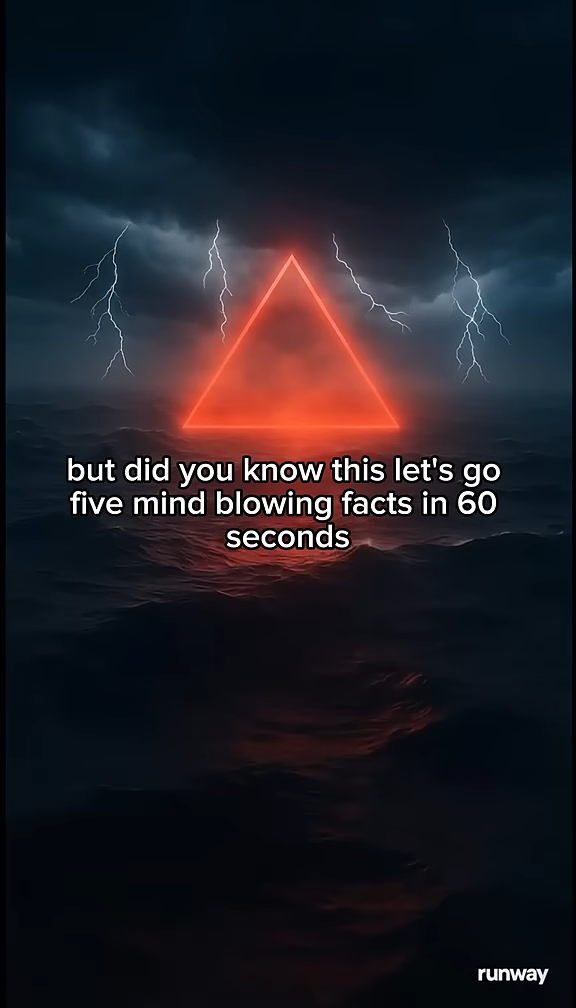 but did you know this let's go
five mind blowing facts in 60
seconds
runway